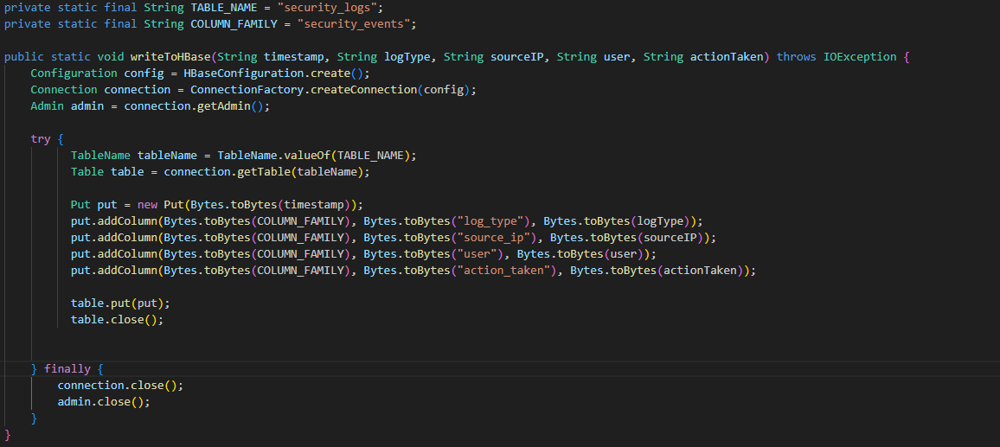 private static final String TABLE_NAME = "security_logs";
private static final String COLUMN_FAMILY = "security_events";

public static void writeToHBase(String timestamp, String logType, String sourceIP, String user, String actionTaken) throws IOException {
    Configuration config = HBaseConfiguration.create();
    Connection connection = ConnectionFactory.createConnection(config);
    Admin admin = connection.getAdmin();

    try {
          TableName tableName = TableName.valueOf(TABLE_NAME);
          Table table = connection.getTable(tableName);

          Put put = new Put(Bytes.toBytes(timestamp));
          put.addColumn(Bytes.toBytes(COLUMN_FAMILY), Bytes.toBytes("log_type"), Bytes.toBytes(logType));
          put.addColumn(Bytes.toBytes(COLUMN_FAMILY), Bytes.toBytes("source_ip"), Bytes.toBytes(sourceIP));
          put.addColumn(Bytes.toBytes(COLUMN_FAMILY), Bytes.toBytes("user"), Bytes.toBytes(user));
          put.addColumn(Bytes.toBytes(COLUMN_FAMILY), Bytes.toBytes("action_taken"), Bytes.toBytes(actionTaken));

          table.put(put);
          table.close();


    } finally {
        connection.close();
        admin.close();
    }
}